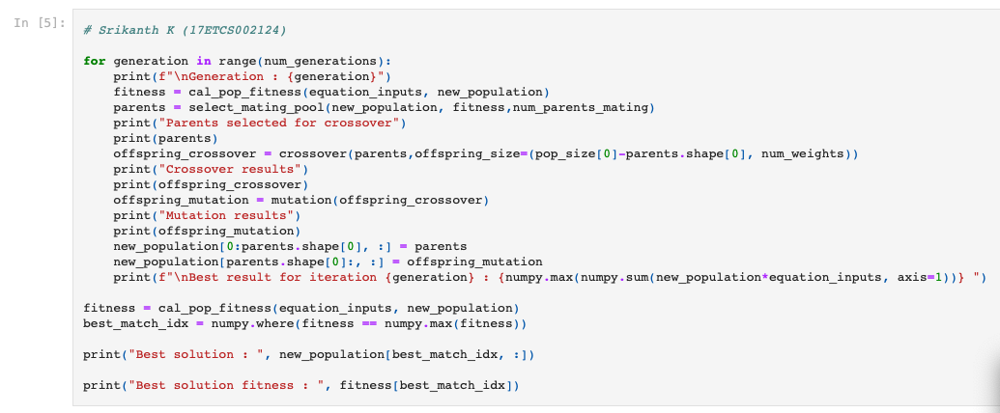 In [5]:
# Srikanth K (17ETCS002124)
for generation in range(num_generations):
    print(f"\nGeneration : {generation}")
    fitness = cal_pop_fitness(equation_inputs, new_population)
    parents = select_mating_pool(new_population, fitness,num_parents_mating)
    print("Parents selected for crossover")
    print(parents)
    offspring_crossover = crossover(parents,offspring_size=(pop_size[0]-parents.shape[0], num_weights))
    print("Crossover results")
    print(offspring_crossover)
    offspring_mutation = mutation(offspring_crossover)
    print("Mutation results")
    print(offspring_mutation)
    new_population[0:parents.shape[0], :] = parents
    new_population[parents.shape[0]:, :] = offspring_mutation
    print(f"\nBest result for iteration {generation} : {numpy.max(numpy.sum(new_population*equation_inputs, axis=1))} ")
fitness = cal_pop_fitness(equation_inputs, new_population)
best_match_idx = numpy.where(fitness == numpy.max(fitness))
print("Best solution : ", new_population[best_match_idx, :])
print("Best solution fitness : ", fitness[best_match_idx])